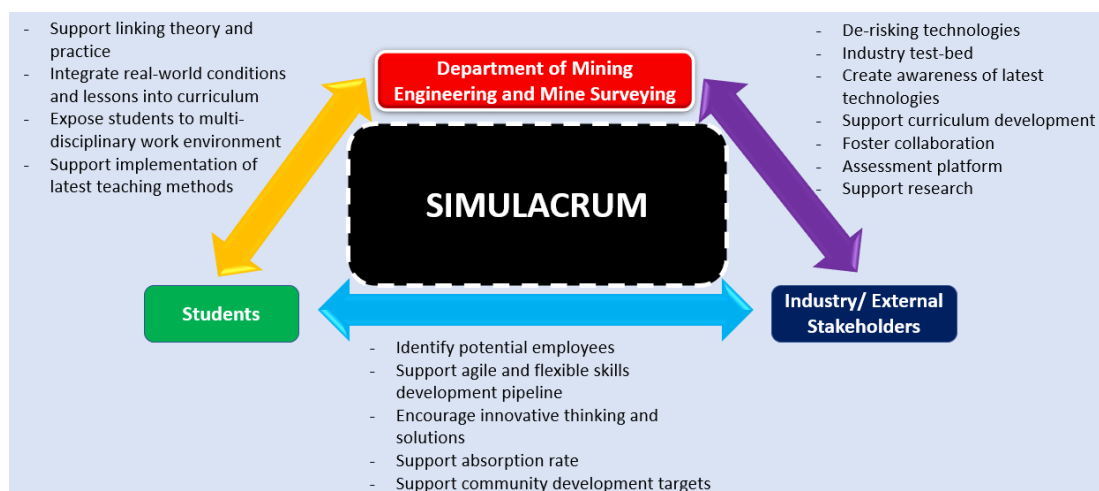 - Support linking theory and
practice
- Integrate real-world conditions
and lessons into curriculum
- Expose students to multi-
disciplinary work environment
- Support implementation of
latest teaching methods
Department of Mining
Engineering and Mine Surveying
- De-risking technologies
- Industry test-bed
- Create awareness of latest
technologies
- Support curriculum development
- Foster collaboration
- Assessment platform
- Support research
SIMULACRUM
Students
Industry/ External
Stakeholders
- Identify potential employees
- Support agile and flexible skills
development pipeline
- Encourage innovative thinking and
solutions
- Support absorption rate
- Support community development targets